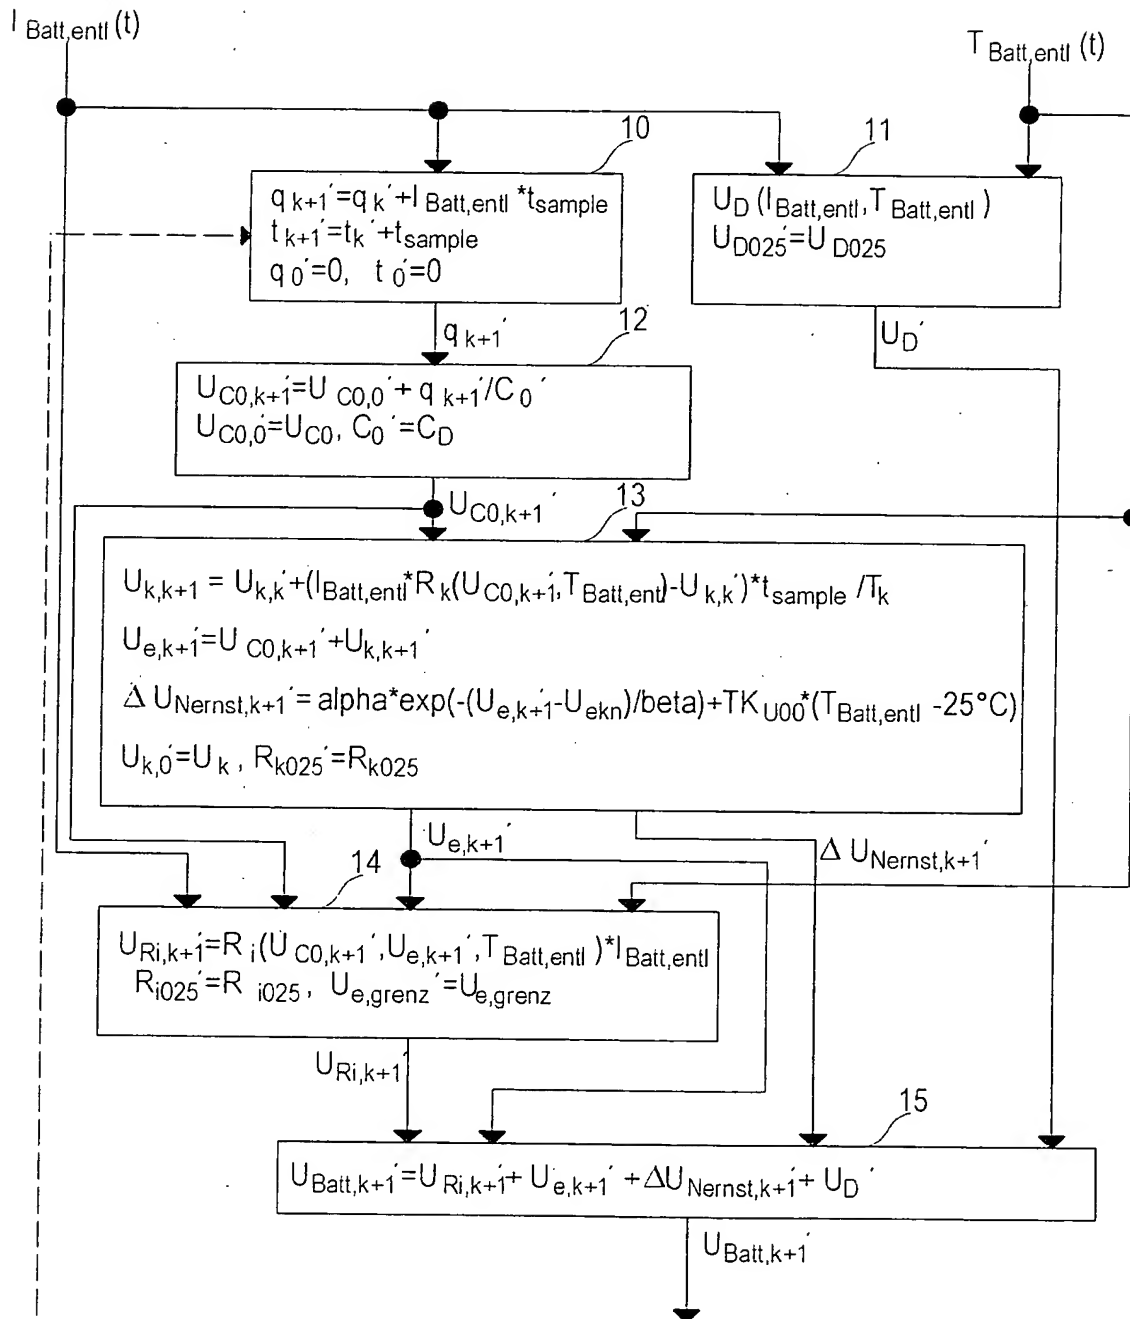 I Batt,entl (t)
T Batt,entl (t)
10
11
q k+1'=q k'+I Batt,entl *t sample
t k+1'=t k'+t sample
q 0'=0, t 0'=0
U D (I Batt,entl, T Batt,entl )
U D025'=U D025
q k+1'
12
U D'
U C0,k+1'=U C0,0'+ q k+1'/C 0'
U C0,0'=U C0, C 0'=C D
U C0,k+1'
13
U k,k+1 = U k,k'+(I Batt,entl*R k(U C0,k+1',T Batt,entl)-U k,k')*t sample /T k
U e,k+1'=U C0,k+1'+U k,k+1'
Δ U Nernst,k+1'=alpha*exp(-(U e,k+1'-U ekn)/beta)+TK U00*(T Batt,entl -25°C)
U k,0'=U k, R k025'=R k025
U e,k+1'
Δ U Nernst,k+1'
14
U Ri,k+1'=R i(U C0,k+1',U e,k+1',T Batt,entl )*I Batt,entl
R i025'=R i025, U e,grenz'=U e,grenz
U Ri,k+1'
15
U Batt,k+1'=U Ri,k+1'+ U e,k+1' +ΔU Nernst,k+1'+ U D'
U Batt,k+1'